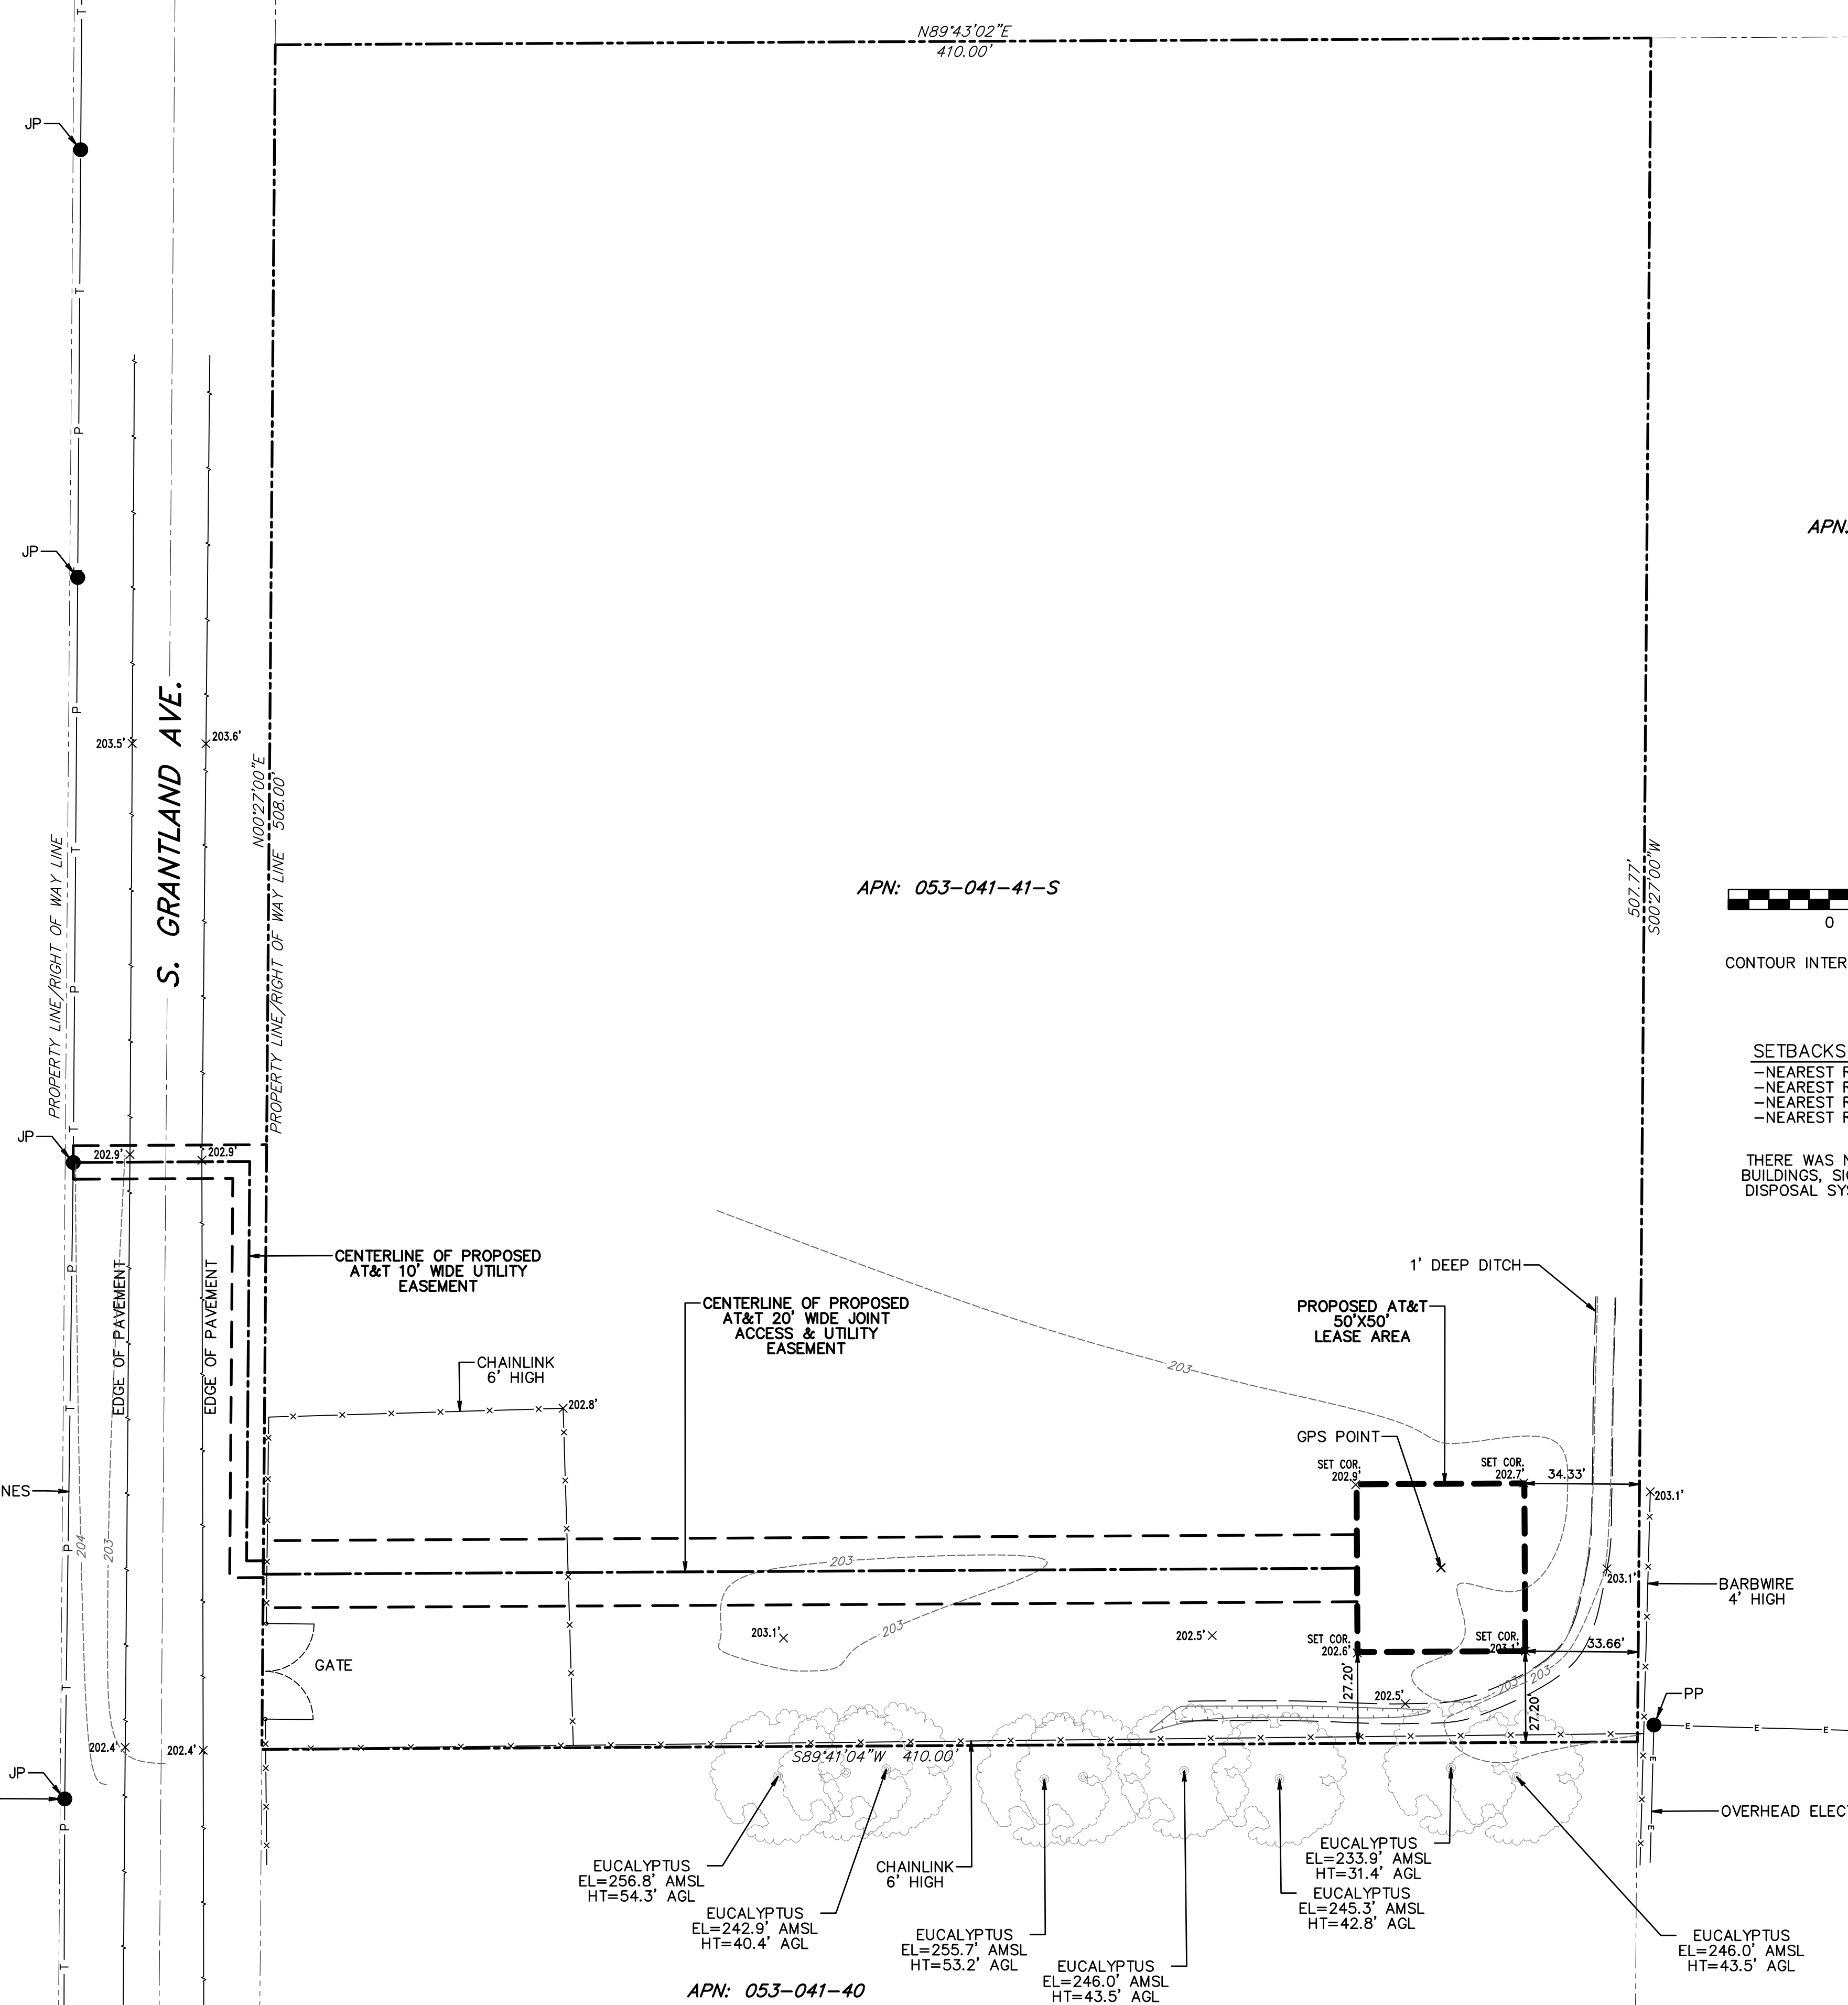 N89°43'02"E
410.00'
JP
JP
APN:
203.5'
203.6'
S. GRANTLAND AVE.
N00°27'00"E
PROPERTY LINE/RIGHT OF WAY LINE 508.00'
PROPERTY LINE/RIGHT OF WAY LINE
APN: 053-041-41-S
507.77'
S00°27'00"W
0
CONTOUR INTER
SETBACKS
-NEAREST
-NEAREST
-NEAREST
-NEAREST
THERE WAS
BUILDINGS,
DISPOSAL
JP
202.9'
202.9'
EDGE OF PAVEMENT
EDGE OF PAVEMENT
CENTERLINE OF PROPOSED
AT&T 10' WIDE UTILITY
EASEMENT
CENTERLINE OF PROPOSED
AT&T 20' WIDE JOINT
ACCESS & UTILITY
EASEMENT
1' DEEP DITCH
PROPOSED AT&T
50'X50'
LEASE AREA
CHAINLINK
6' HIGH
203
202.8'
GPS POINT
SET COR.
202.9'
SET COR.
202.7'
34.33'
203.1'
NES
204
203
203
203.1'
BARBWIRE
4' HIGH
203
203.1'
202.5'
SET COR.
202.6'
SET COR.
203.1'
33.66'
GATE
27.20'
27.20'
203
203
202.5'
PP
202.4'
202.4'
S89°41'04"W 410.00'
JP
OVERHEAD ELEC
EUCALYPTUS
EL=256.8' AMSL
HT=54.3' AGL
CHAINLINK
6' HIGH
EUCALYPTUS
EL=233.9' AMSL
HT=31.4' AGL
EUCALYPTUS
EL=245.3' AMSL
HT=42.8' AGL
EUCALYPTUS
EL=242.9' AMSL
HT=40.4' AGL
EUCALYPTUS
EL=255.7' AMSL
HT=53.2' AGL
EUCALYPTUS
EL=246.0' AMSL
HT=43.5' AGL
EUCALYPTUS
EL=246.0' AMSL
HT=43.5' AGL
APN: 053-041-40